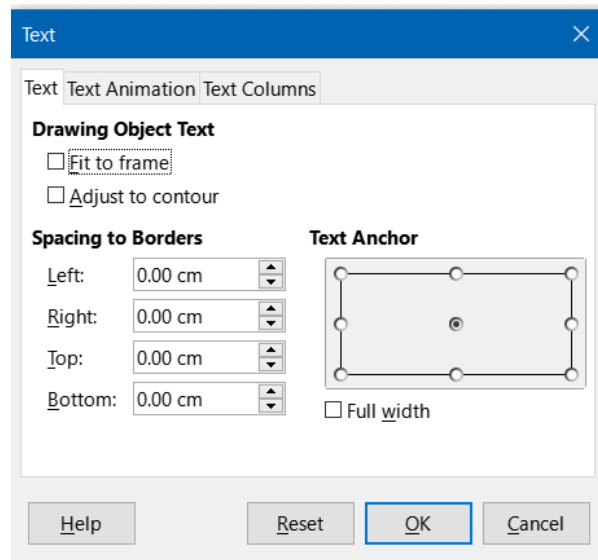 Text
Text Text Animation Text Columns
Drawing Object Text
Fit to frame
Adjust to contour
Spacing to Borders
Left: 0.00 cm
Right: 0.00 cm
Top: 0.00 cm
Bottom: 0.00 cm
Text Anchor
Full width
Help Reset OK Cancel